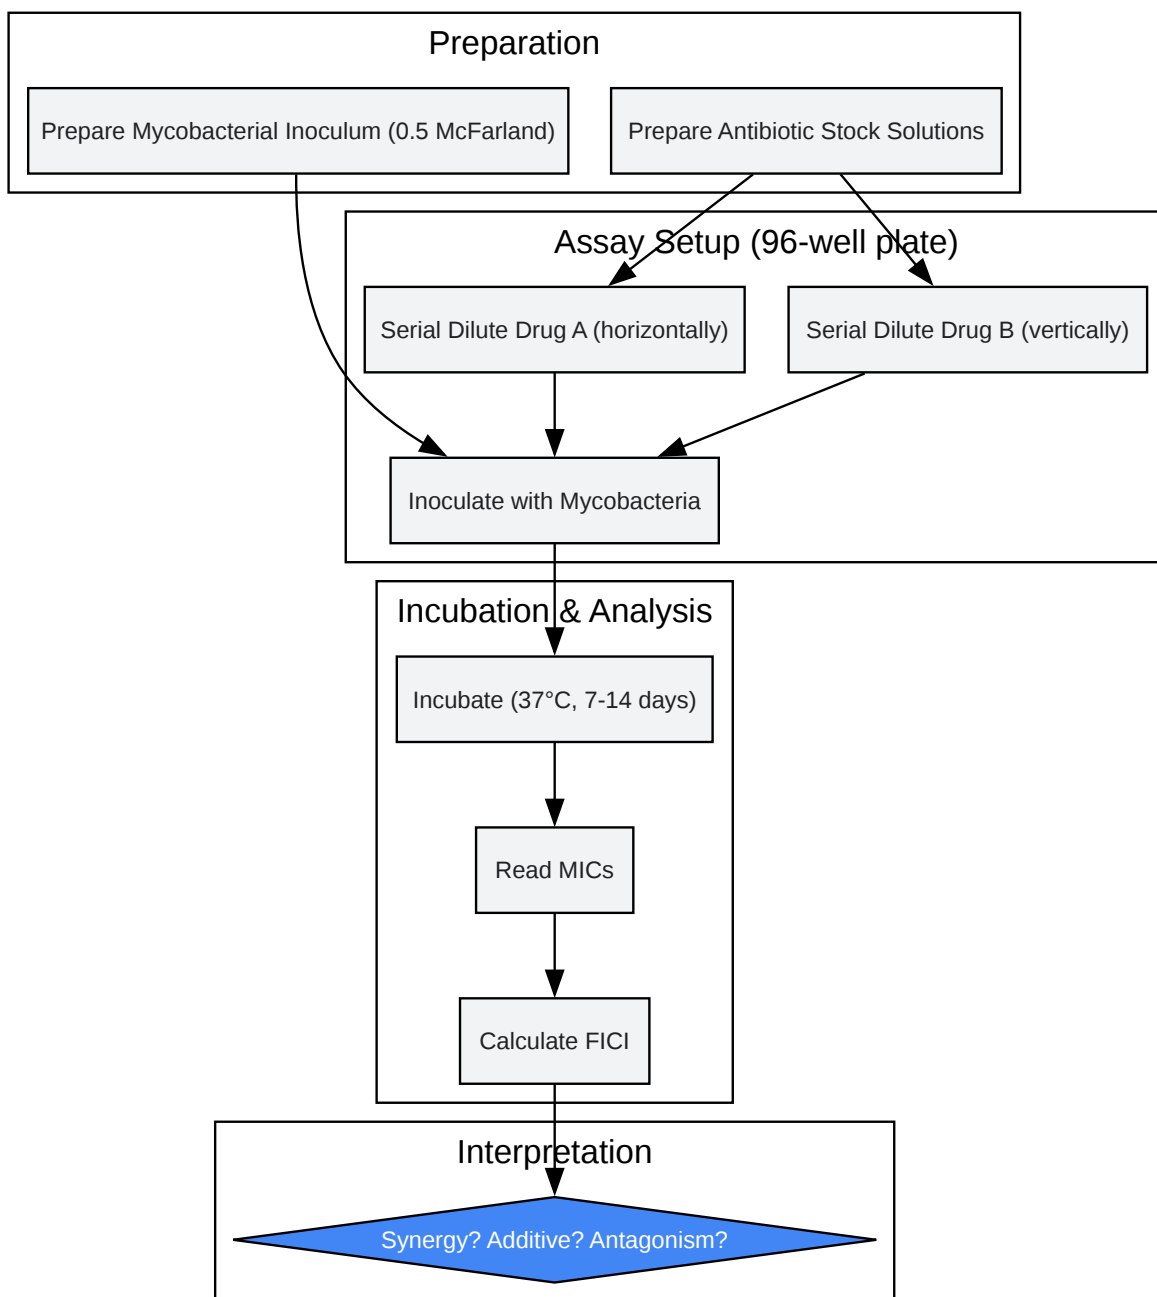 Preparation
Prepare Mycobacterial Inoculum (0.5 McFarland)
Prepare Antibiotic Stock Solutions
Assay Setup (96-well plate)
Serial Dilute Drug A (horizontally)
Serial Dilute Drug B (vertically)
Inoculate with Mycobacteria
Incubation & Analysis
Incubate (37°C, 7-14 days)
Read MICs
Calculate FICI
Interpretation
Synergy? Additive? Antagonism?